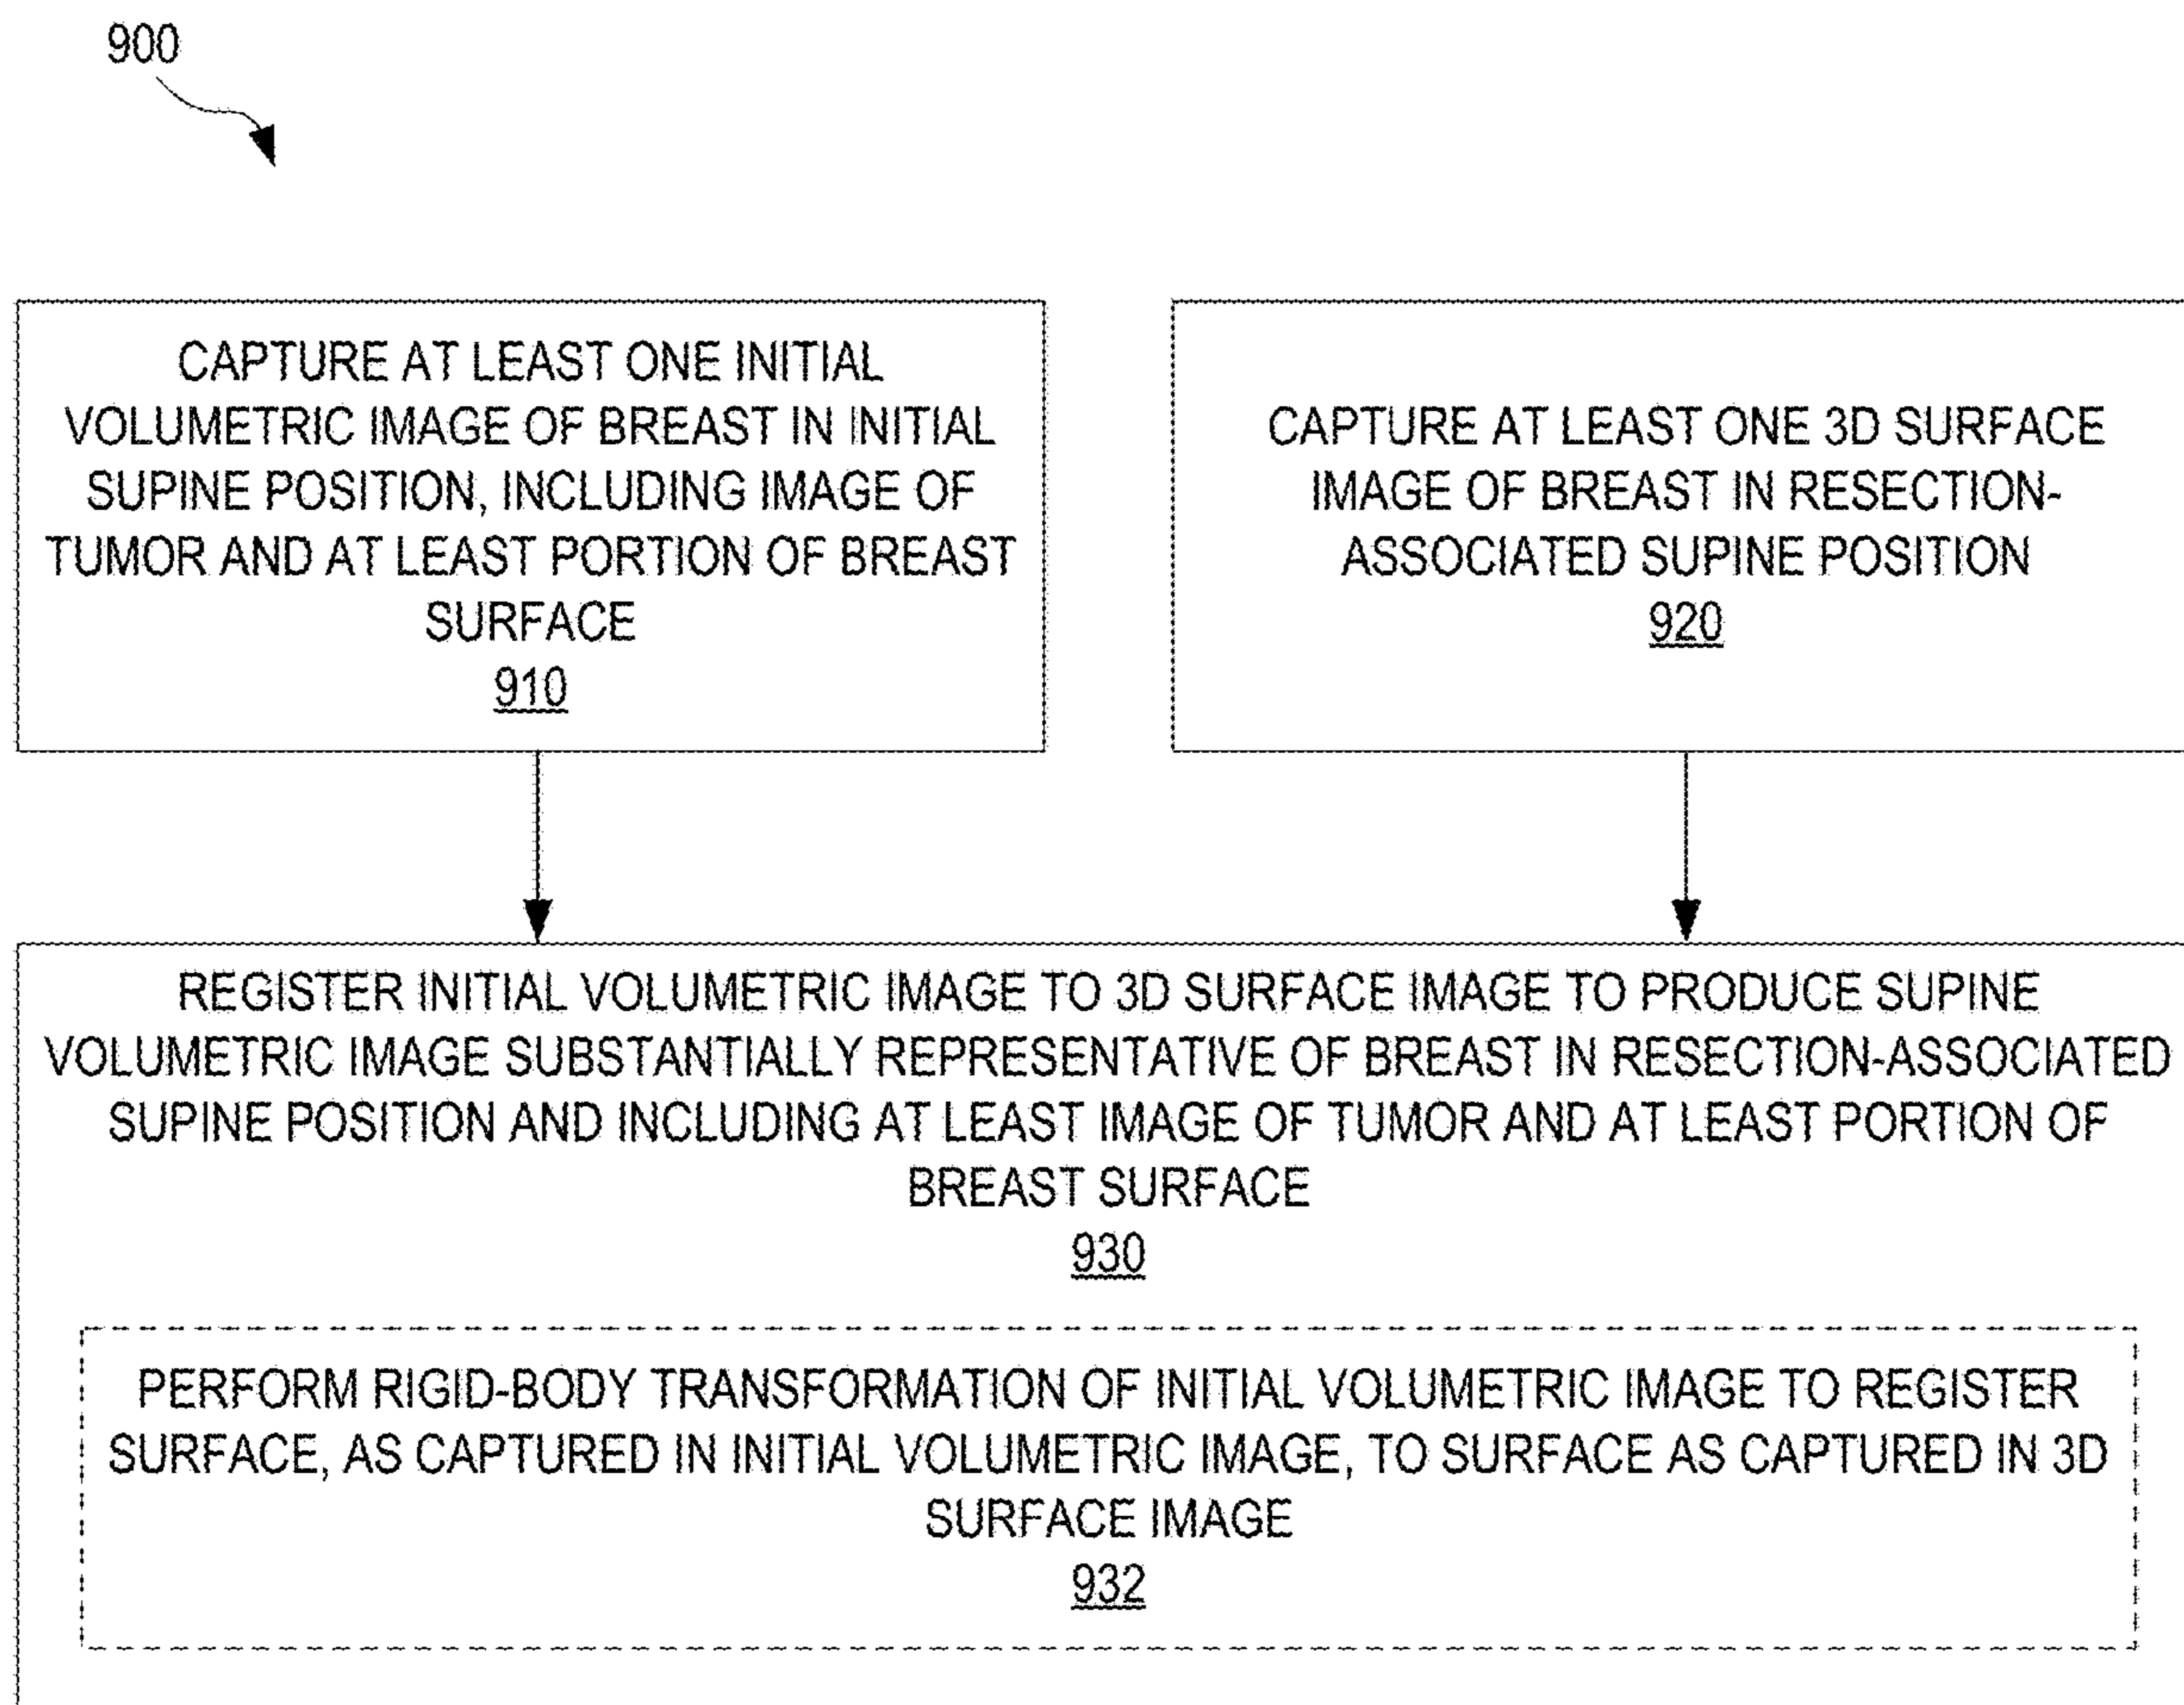 900
CAPTURE AT LEAST ONE INITIAL
VOLUMETRIC IMAGE OF BREAST IN INITIAL
SUPINE POSITION, INCLUDING IMAGE OF
TUMOR AND AT LEAST PORTION OF BREAST
SURFACE
910
CAPTURE AT LEAST ONE 3D SURFACE
IMAGE OF BREAST IN RESECTION-
ASSOCIATED SUPINE POSITION
920
REGISTER INITIAL VOLUMETRIC IMAGE TO 3D SURFACE IMAGE TO PRODUCE SUPINE
VOLUMETRIC IMAGE SUBSTANTIALLY REPRESENTATIVE OF BREAST IN RESECTION-ASSOCIATED
SUPINE POSITION AND INCLUDING AT LEAST IMAGE OF TUMOR AND AT LEAST PORTION OF
BREAST SURFACE
930
PERFORM RIGID-BODY TRANSFORMATION OF INITIAL VOLUMETRIC IMAGE TO REGISTER
SURFACE, AS CAPTURED IN INITIAL VOLUMETRIC IMAGE, TO SURFACE AS CAPTURED IN 3D
SURFACE IMAGE
932